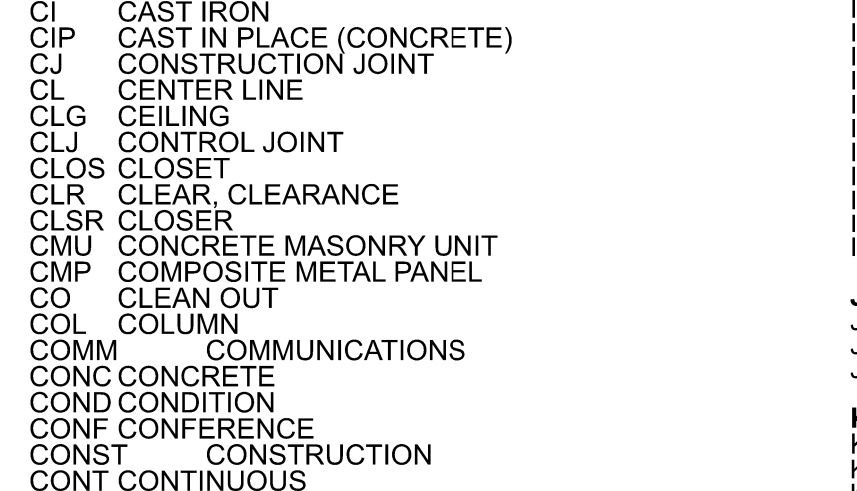 CI CAST IRON
CIP CAST IN PLACE (CONCRETE)
CJ CONSTRUCTION JOINT
CL CENTER LINE
CLG CEILING
CLJ CONTROL JOINT
CLOS CLOSET
CLR CLEAR, CLEARANCE
CLSR CLOSER
CMU CONCRETE MASONRY UNIT
CMP COMPOSITE METAL PANEL
CO CLEAN OUT
COL COLUMN
COMM COMMUNICATIONS
CONC CONCRETE
COND CONDITION
CONF CONFERENCE
CONST CONSTRUCTION
CONT CONTINUOUS